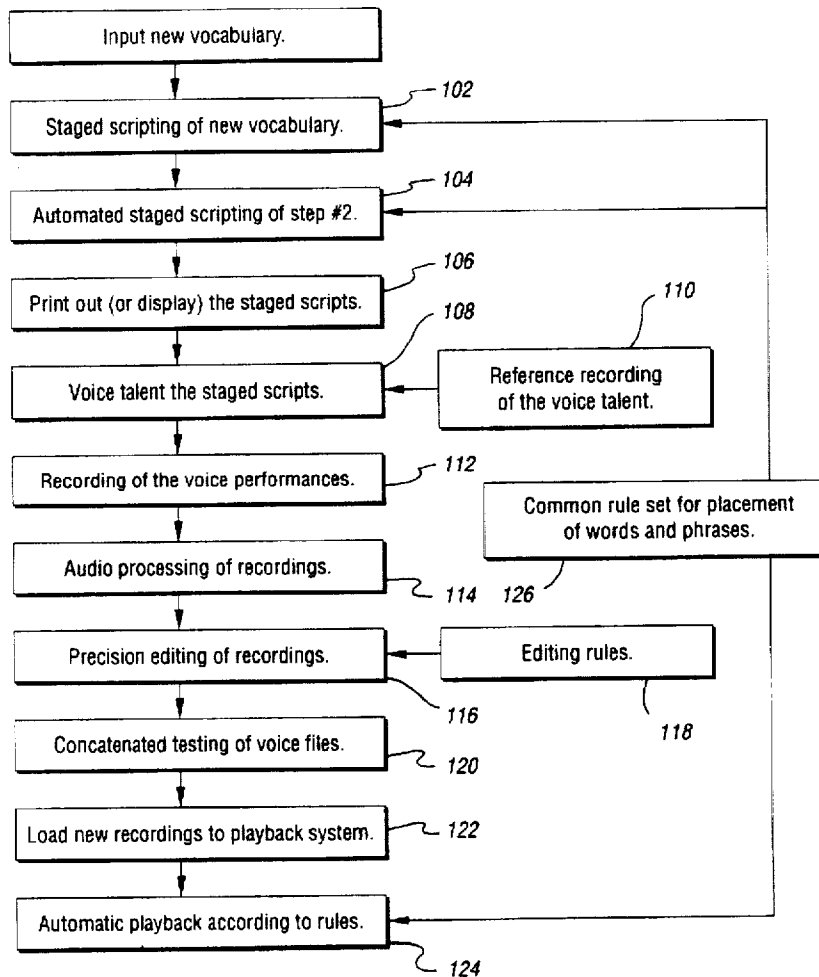 Input new vocabulary.
102
Staged scripting of new vocabulary.
104
Automated staged scripting of step #2.
106
Print out (or display) the staged scripts.
108
110
Voice talent the staged scripts.
Reference recording
of the voice talent.
Recording of the voice performances.
112
Common rule set for placement
of words and phrases.
126
Audio processing of recordings.
114
Precision editing of recordings.
116
Editing rules.
118
Concatenated testing of voice files.
120
Load new recordings to playback system.
122
Automatic playback according to rules.
124